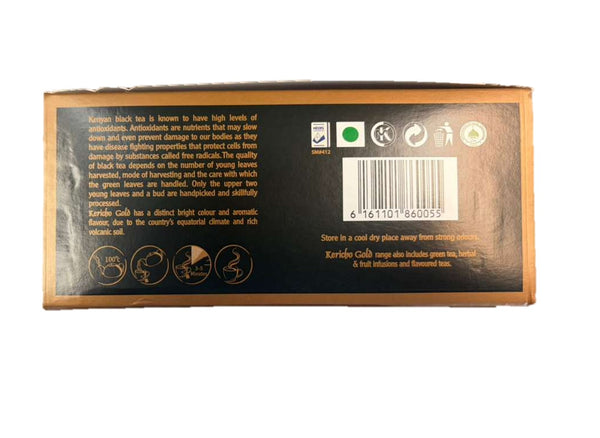 Kenyan black tea is known to have high levels of
antioxidants. Antioxidants are nutrients that may slow
down and even prevent damage to our bodies as they
have disease fighting properties that protect cells from
damage by substances called free radicals.The quality
of black tea depends on the number of young leaves
harvested, mode of harvesting and the care with which
the green leaves are handled. Only the upper two
young leaves and a bud are handpicked and skillfully
processed.
Kericho Gold has a distinct bright colour and aromatic
flavour, due to the country's equatorial climate and rich
volcanic soil.
100°c
3-5
Minutes
SM#412
K
6 161101 860055
Store in a cool dry place away from strong odours.
Kericho Gold range also includes green tea, herbal
& fruit infusions and flavoured teas.